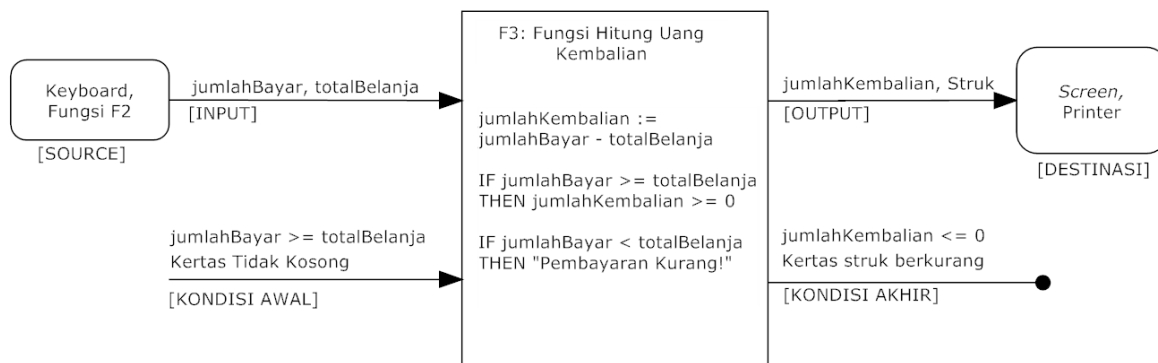 F3: Fungsi Hitung Uang
Kembalian
Keyboard,
Fungsi F2
[SOURCE]
jumlahBayar, totalBelanja
[INPUT]
jumlahBayar >= totalBelanja
Kertas Tidak Kosong
[KONDISI AWAL]
jumlahKembalian :=
jumlahBayar - totalBelanja
IF jumlahBayar >= totalBelanja
THEN jumlahKembalian >= 0
IF jumlahBayar < totalBelanja
THEN "Pembayaran Kurang!"
jumlahKembalian, Struk
[OUTPUT]
Screen,
Printer
[DESTINASI]
jumlahKembalian <= 0
Kertas struk berkurang
[KONDISI AKHIR]